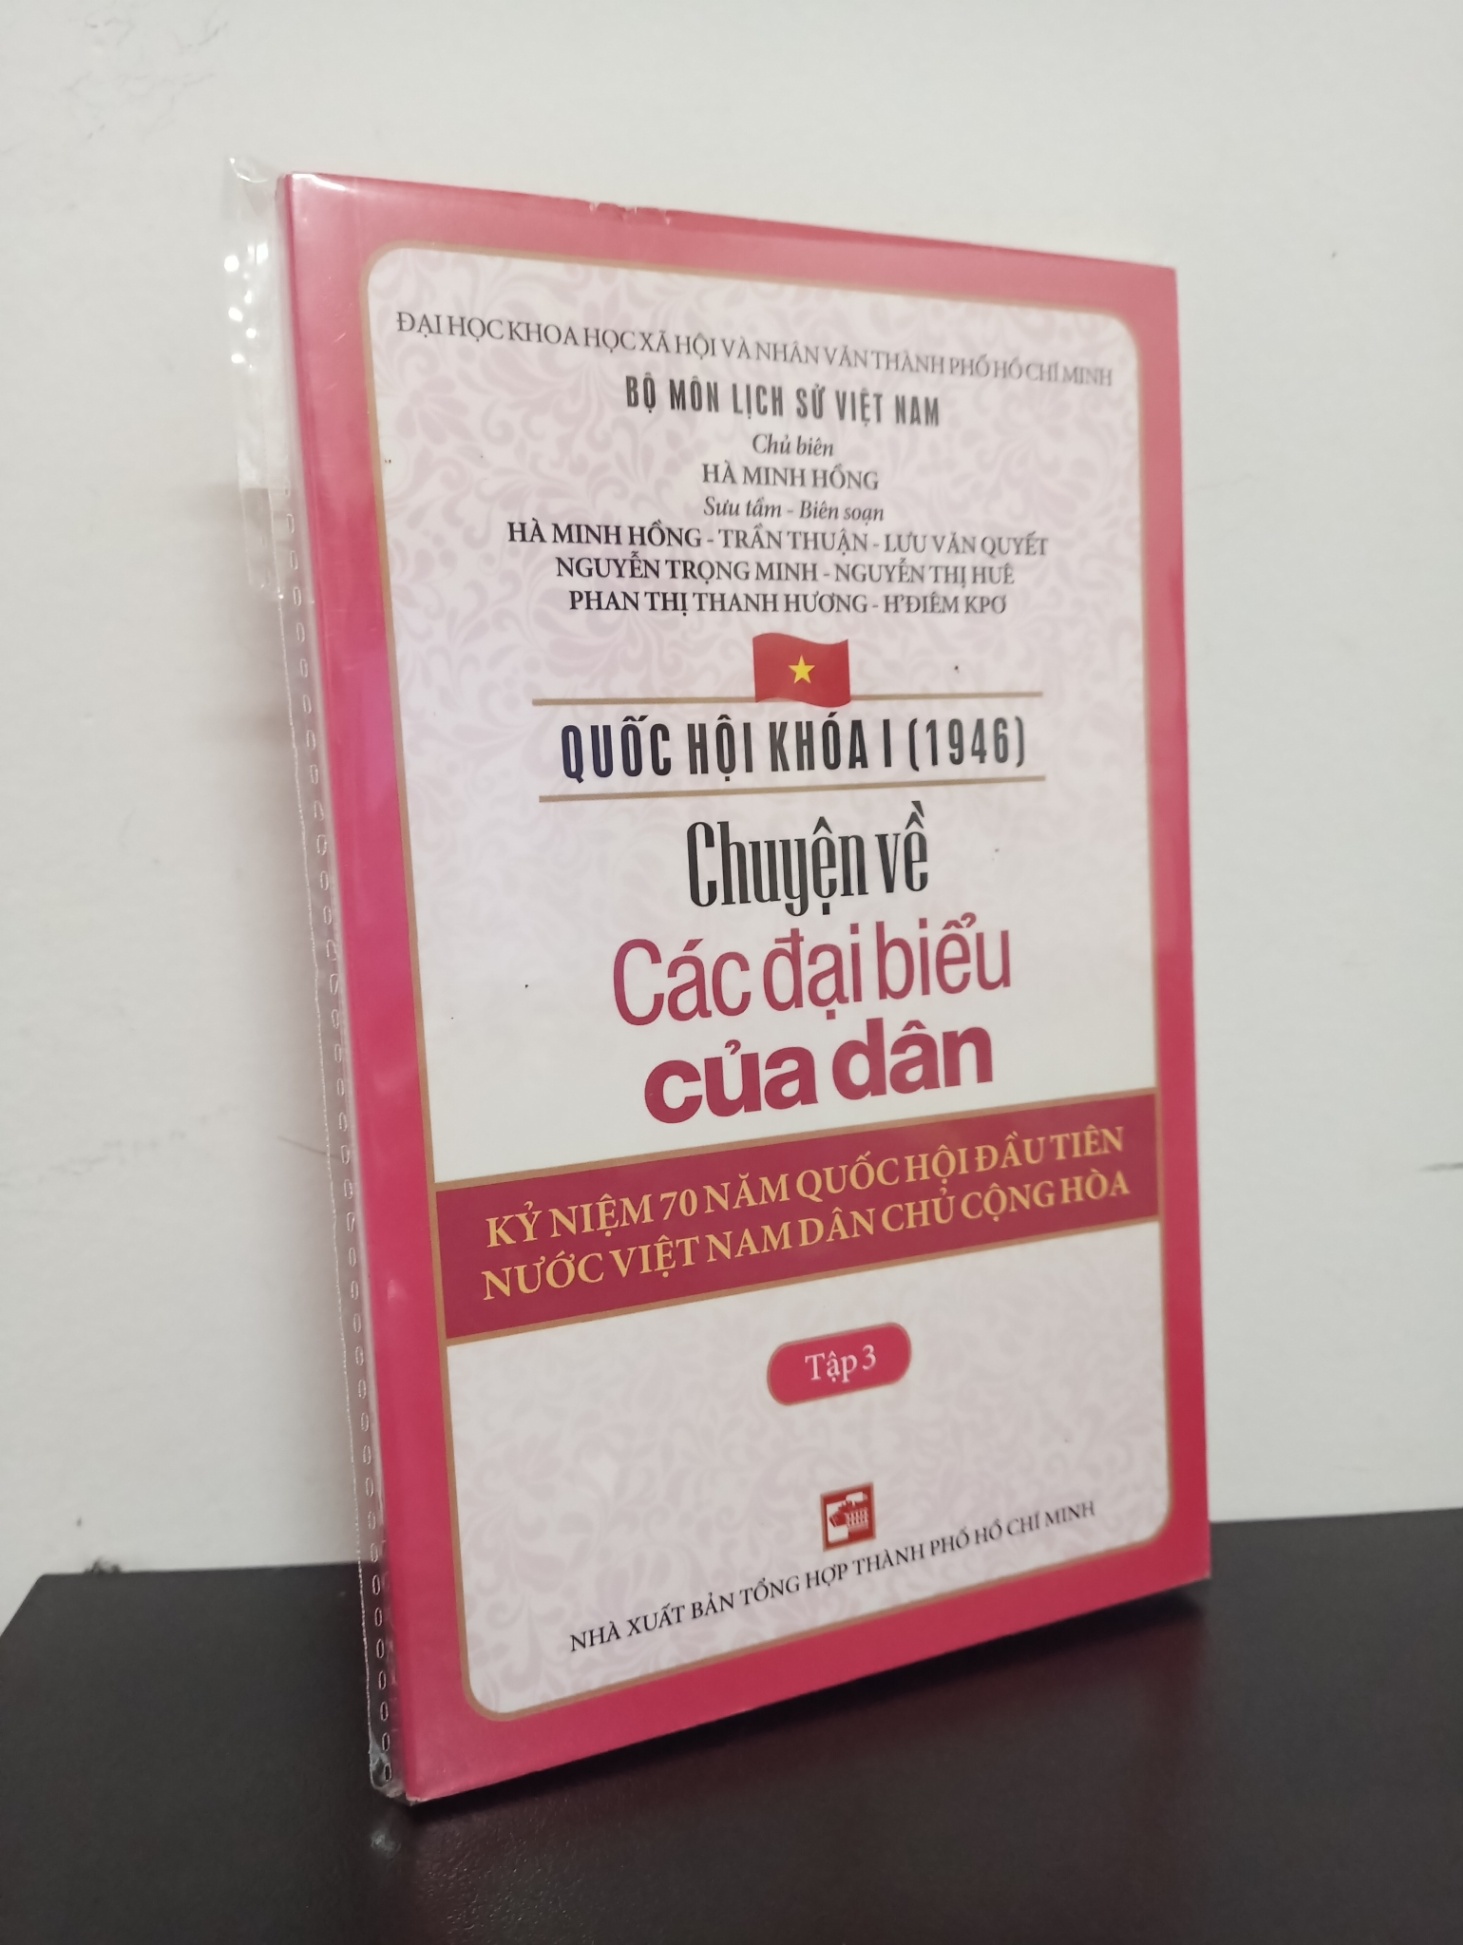 ĐẠI HỌC KHOA HỌC XÃ HỘI VÀ NHÂN VĂN THÀNH PHỐ HỒ CHÍ MINH
BỘ MÔN LỊCH SỬ VIỆT NAM
Chủ biên
HÀ MINH HỒNG
Sưu tầm - Biên soạn
HÀ MINH HỒNG - TRẦN THUẬN - LƯU VĂN QUYẾT
NGUYỄN TRỌNG MINH - NGUYỄN THỊ HUÊ
PHAN THỊ THANH HƯƠNG - H'ĐIÊM KPƠ
QUỐC HỘI KHÓA I (1946)
Chuyện về
Các đại biểu
của dân
KỶ NIỆM 70 NĂM QUỐC HỘI ĐẦU TIÊN
NƯỚC VIỆT NAM DÂN CHỦ CỘNG HÒA
Tập 3
NHÀ XUẤT BẢN TỔNG HỢP THÀNH PHỐ HỒ CHÍ MINH